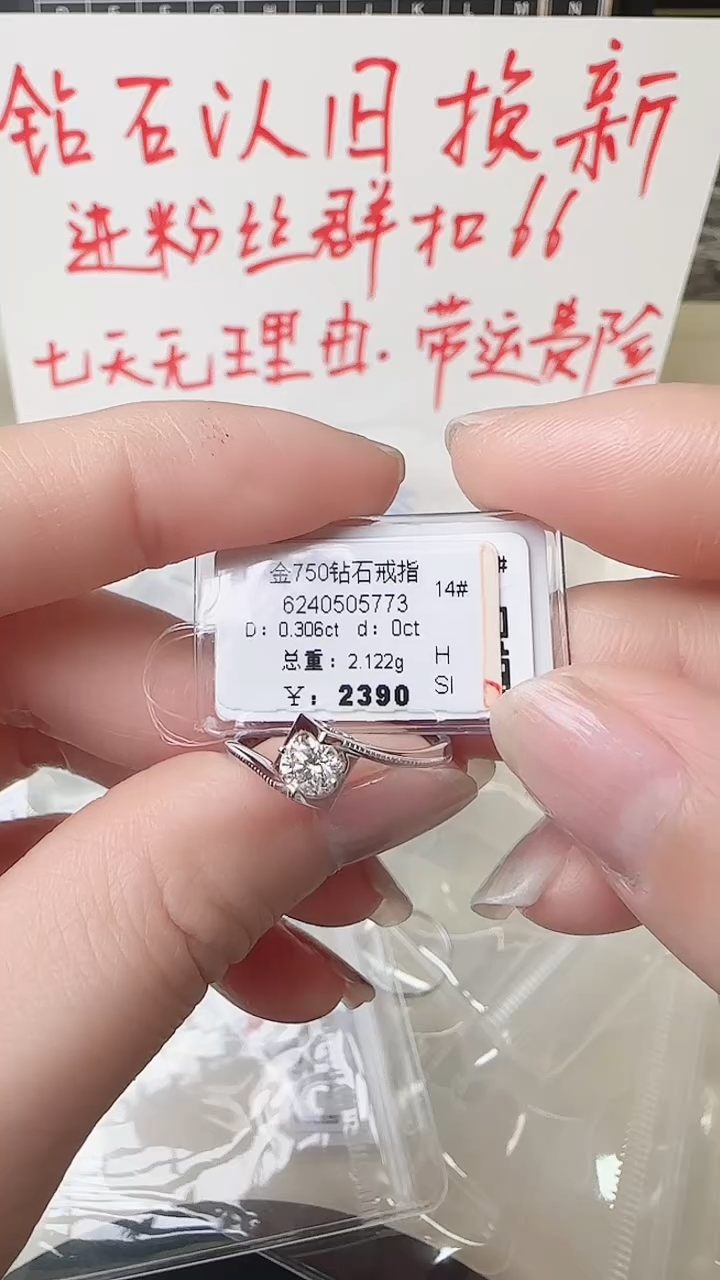 钻石认旧换新
进粉丝群扣66
七天无理由.带运费险
金750钻石戒指
14#
6240505773
D: 0.306ct d: 0ct
总重: 2.122g
H
SI
2390